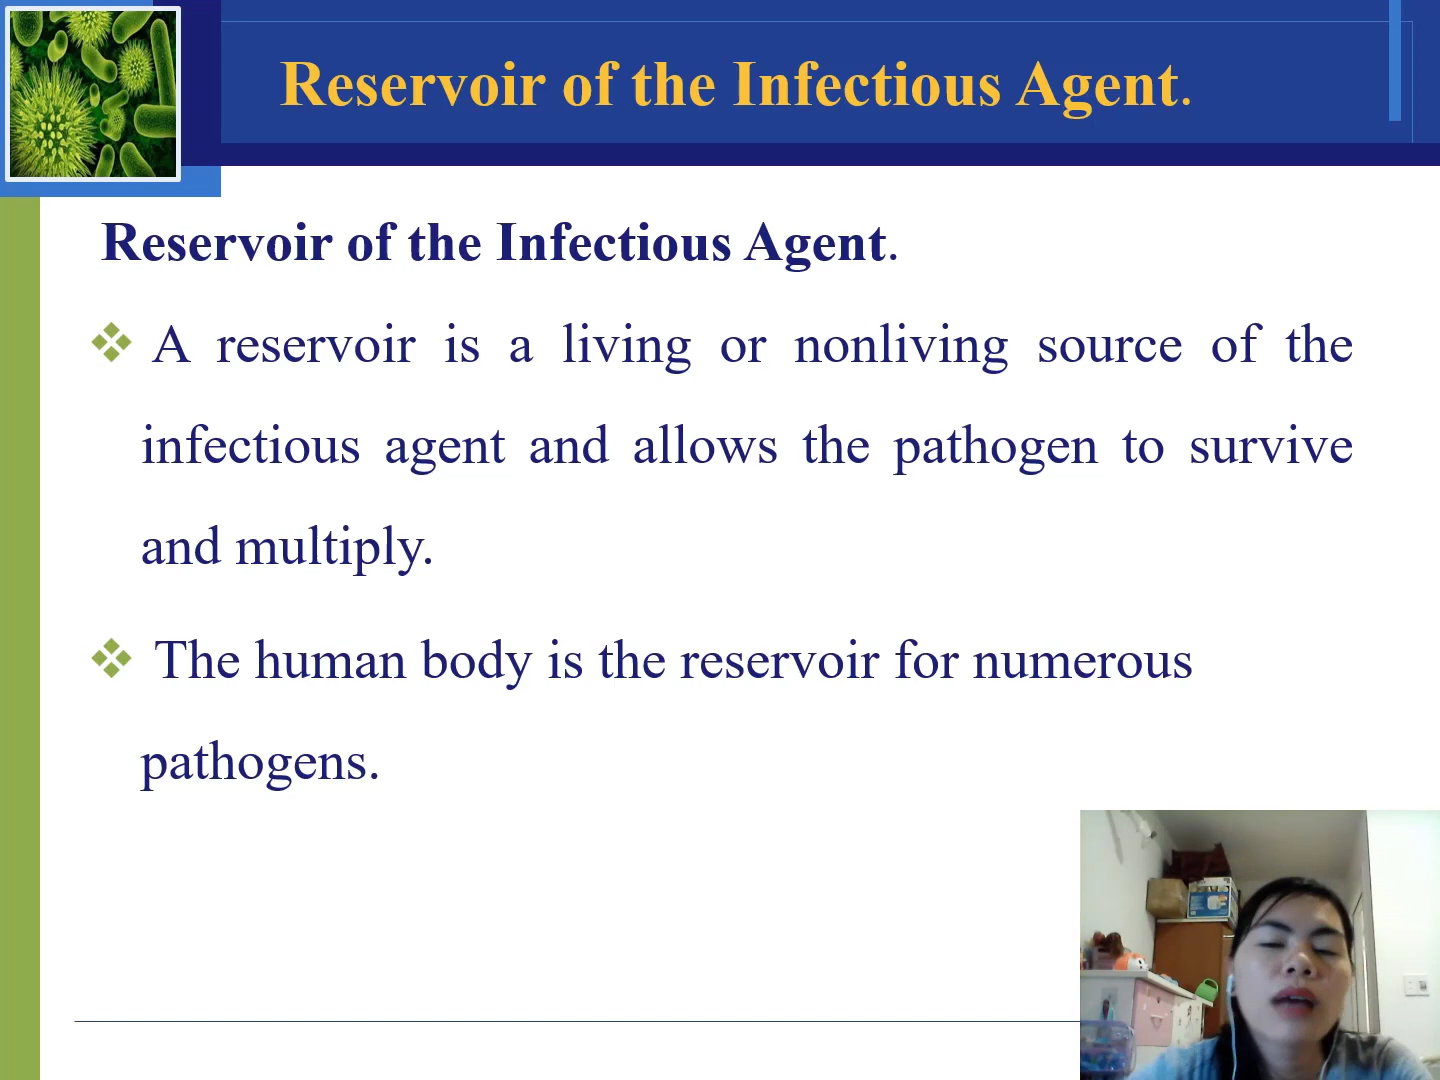 Reservoir of the Infectious Agent.
Reservoir of the Infectious Agent.
A reservoir is a living or nonliving source of the
infectious agent and allows the pathogen to survive
and multiply.
The human body is the reservoir for numerous
pathogens.